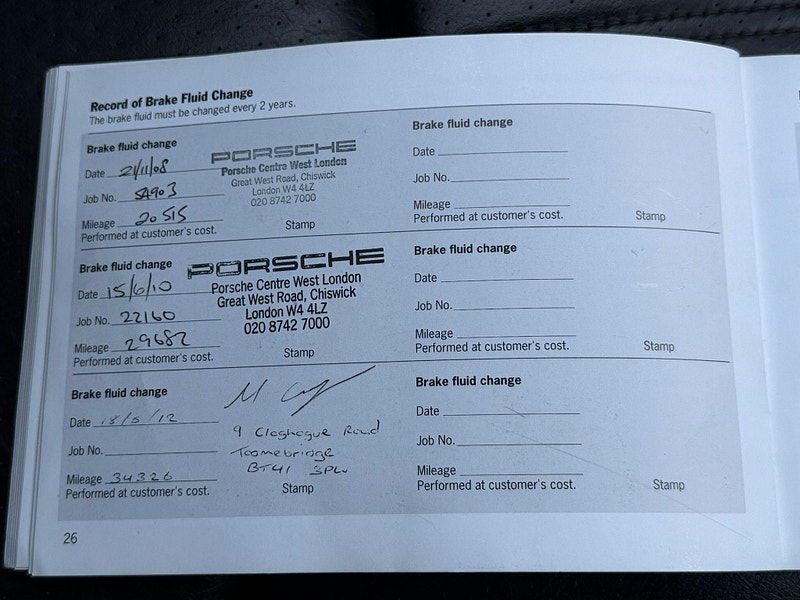 Record of Brake Fluid Change
The brake fluid must be changed every 2 years.
Brake fluid change
Date 21/11/08
Job No. SA903
Mileage 20515
Performed at customer's cost.
PORSCHE
Porsche Centre West London
Great West Road, Chiswick
London W4 4LZ
020 8742 7000
Stamp
Brake fluid change
Date 15/6/10
Job No. 22160
Mileage 29682
Performed at customer's cost.
PORSCHE
Porsche Centre West London
Great West Road, Chiswick
London W4 4LZ
020 8742 7000
Stamp
Brake fluid change
Date 18/5/12
Job No.
Mileage 34326
Performed at customer's cost.
9 Cloghogue Road
Toomebridge
BT41 3PW
Stamp
Brake fluid change
Date
Job No.
Mileage
Performed at customer's cost.
Stamp
Brake fluid change
Date
Job No.
Mileage
Performed at customer's cost.
Stamp
Brake fluid change
Date
Job No.
Mileage
Performed at customer's cost.
Stamp
26